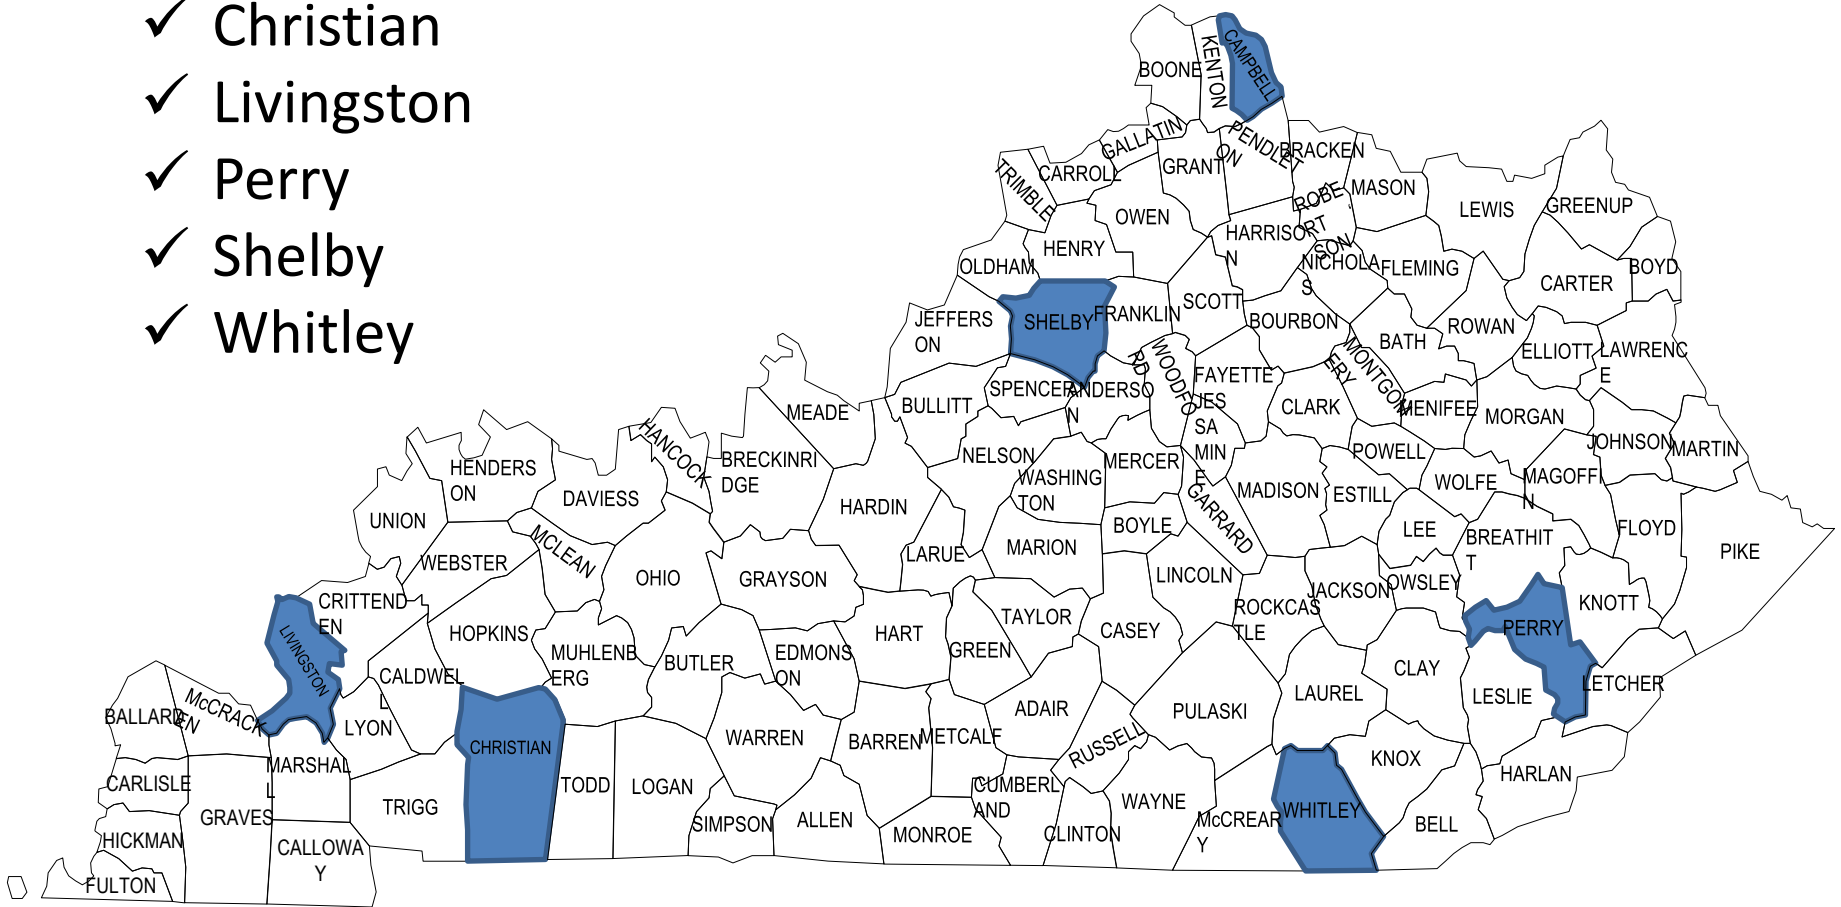 ✓ Christian
✓ Livingston
✓ Perry
✓ Shelby
✓ Whitley
CAMPBELL
KENTON
BOONE
GALLATIN
PENDLET
ON
BRACKEN
GRANT
CARROLL
TRIMBLE
MASON
ROBE
RT
SON
LEWIS
GREENUP
OWEN
HARRISO
N
HENRY
NICHOLA
S
FLEMING
OLDHAM
BOYD
CARTER
SCOTT
FRANKLIN
SHELBY
JEFFERS
ON
BOURBON
ROWAN
BATH
ELLIOTT
LAWRENC
E
MONTGOM
ERY
WOODFO
RD
FAYETTE
SPENCER
ANDERSO
N
BULLITT
MEADE
JES
SA
MIN
E
CLARK
MENIFEE
MORGAN
JOHNSON
MARTIN
HANCOCK
BRECKINRI
DGE
NELSON
WASHING
TON
MERCER
POWELL
WOLFE
MAGOFFI
N
HENDERS
ON
DAVIESS
HARDIN
GARRARD
MADISON
ESTILL
UNION
BOYLE
LEE
BREATHIT
T
FLOYD
PIKE
MCLEAN
WEBSTER
OHIO
GRAYSON
LARUE
MARION
LINCOLN
JACKSON
OWSLEY
CRITTEND
EN
KNOTT
ROCKCAS
TLE
TAYLOR
CASEY
PERRY
LIVINGSTON
HOPKINS
MUHLENB
ERG
BUTLER
EDMONS
ON
HART
GREEN
CALDWEL
L
CLAY
LETCHER
LESLIE
LAUREL
BALLARD
McCRACK
EN
LYON
ADAIR
PULASKI
CHRISTIAN
WARREN
BARREN
METCALF
RUSSELL
KNOX
HARLAN
MARSHAL
L
CARLISLE
TODD
LOGAN
CUMBERL
AND
WAYNE
GRAVES
TRIGG
SIMPSON
ALLEN
MONROE
CLINTON
McCREAR
Y
WHITLEY
BELL
HICKMAN
CALLOWA
Y
FULTON